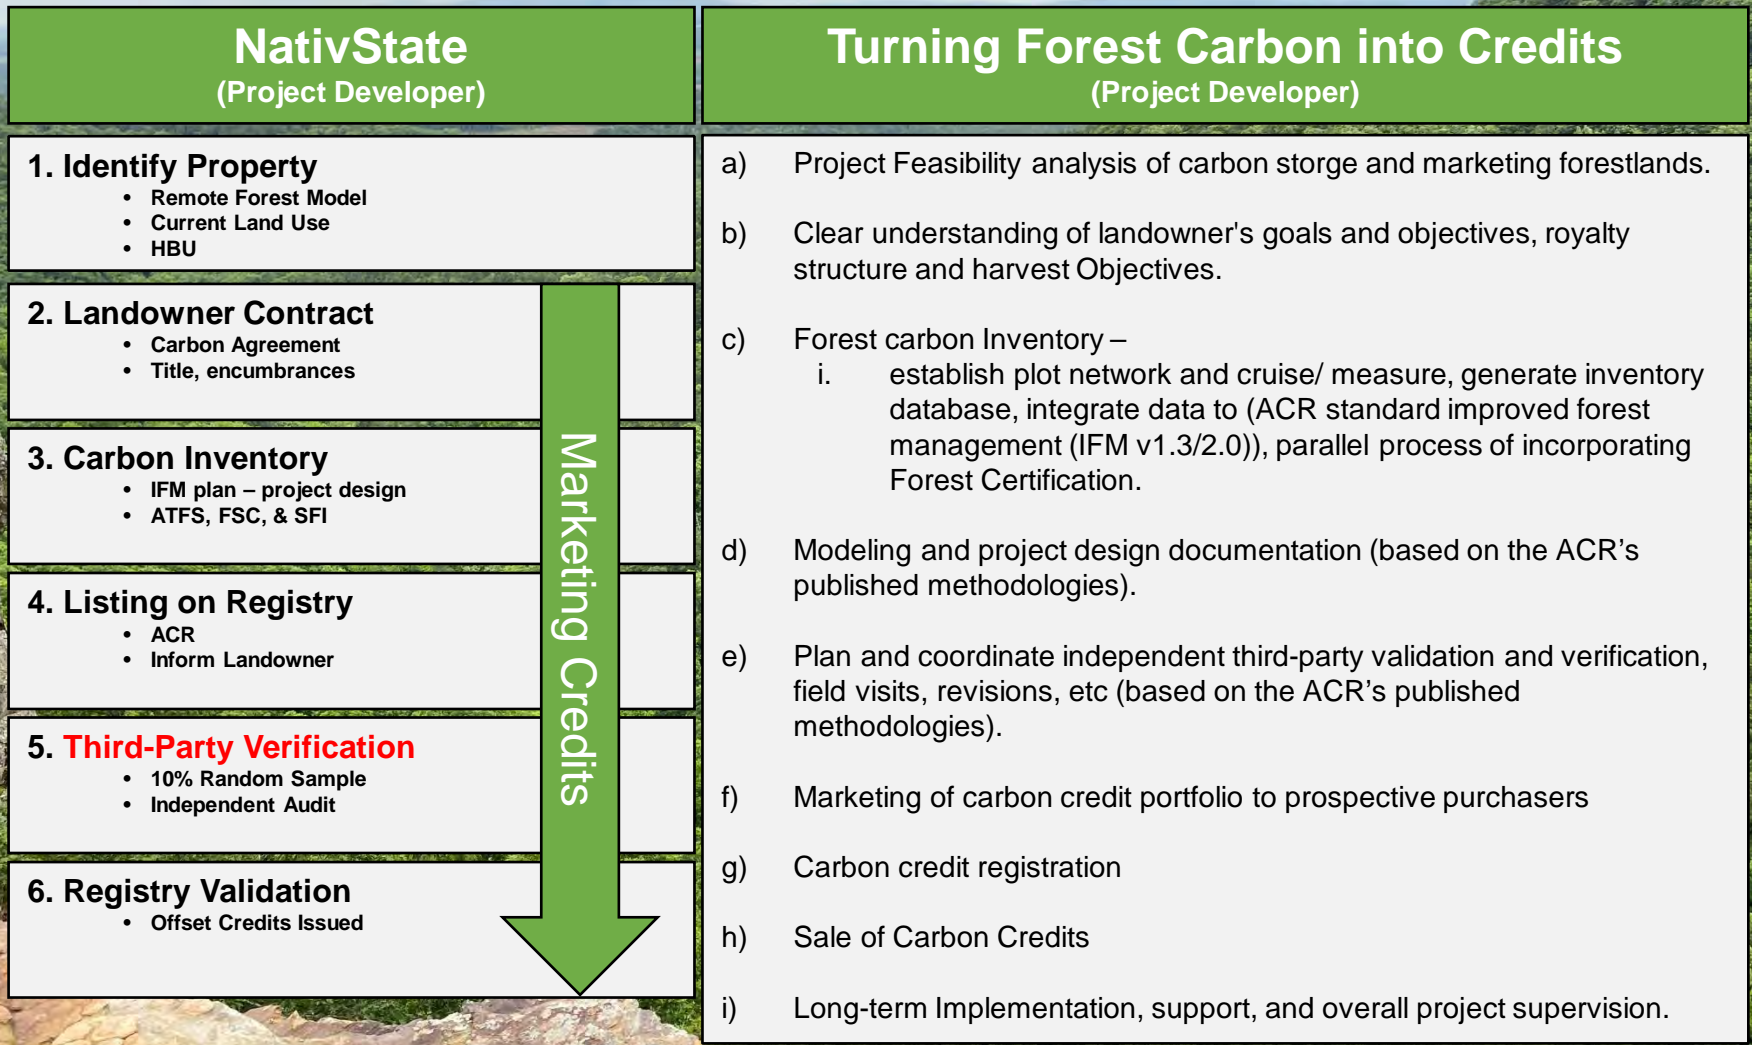 NativState
(Project Developer)
1. Identify Property
• Remote Forest Model
• Current Land Use
• HBU
2. Landowner Contract
• Carbon Agreement
• Title, encumbrances
3. Carbon Inventory
• IFM plan – project design
• ATFS, FSC, & SFI
4. Listing on Registry
• ACR
• Inform Landowner
5. Third-Party Verification
• 10% Random Sample
• Independent Audit
6. Registry Validation
• Offset Credits Issued
Marketing Credits
Turning Forest Carbon into Credits
(Project Developer)
a) Project Feasibility analysis of carbon storge and marketing forestlands.
b) Clear understanding of landowner's goals and objectives, royalty
structure and harvest Objectives.
c) Forest carbon Inventory –
i. establish plot network and cruise/ measure, generate inventory
database, integrate data to (ACR standard improved forest
management (IFM v1.3/2.0)), parallel process of incorporating
Forest Certification.
d) Modeling and project design documentation (based on the ACR’s
published methodologies).
e) Plan and coordinate independent third-party validation and verification,
field visits, revisions, etc (based on the ACR’s published
methodologies).
f) Marketing of carbon credit portfolio to prospective purchasers
g) Carbon credit registration
h) Sale of Carbon Credits
i) Long-term Implementation, support, and overall project supervision.